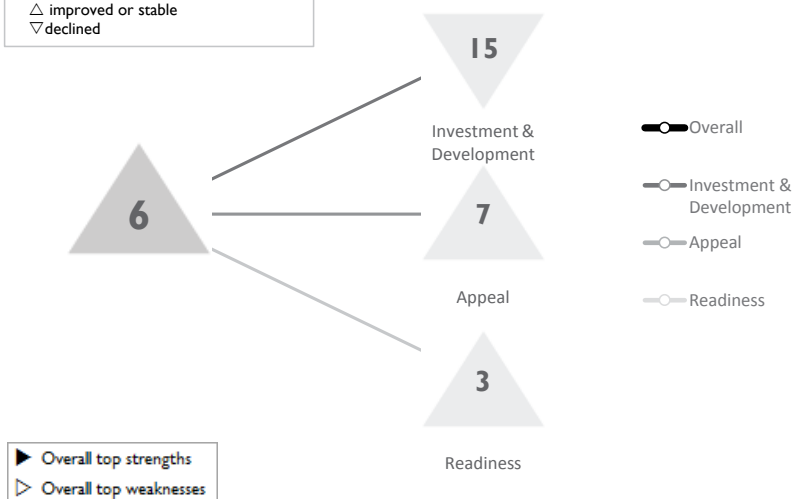 △ improved or stable
▽ declined
15
Investment &
Development
6
7
Appeal
3
Readiness
Overall
Investment &
Development
Appeal
Readiness
▶ Overall top strengths
▷ Overall top weaknesses